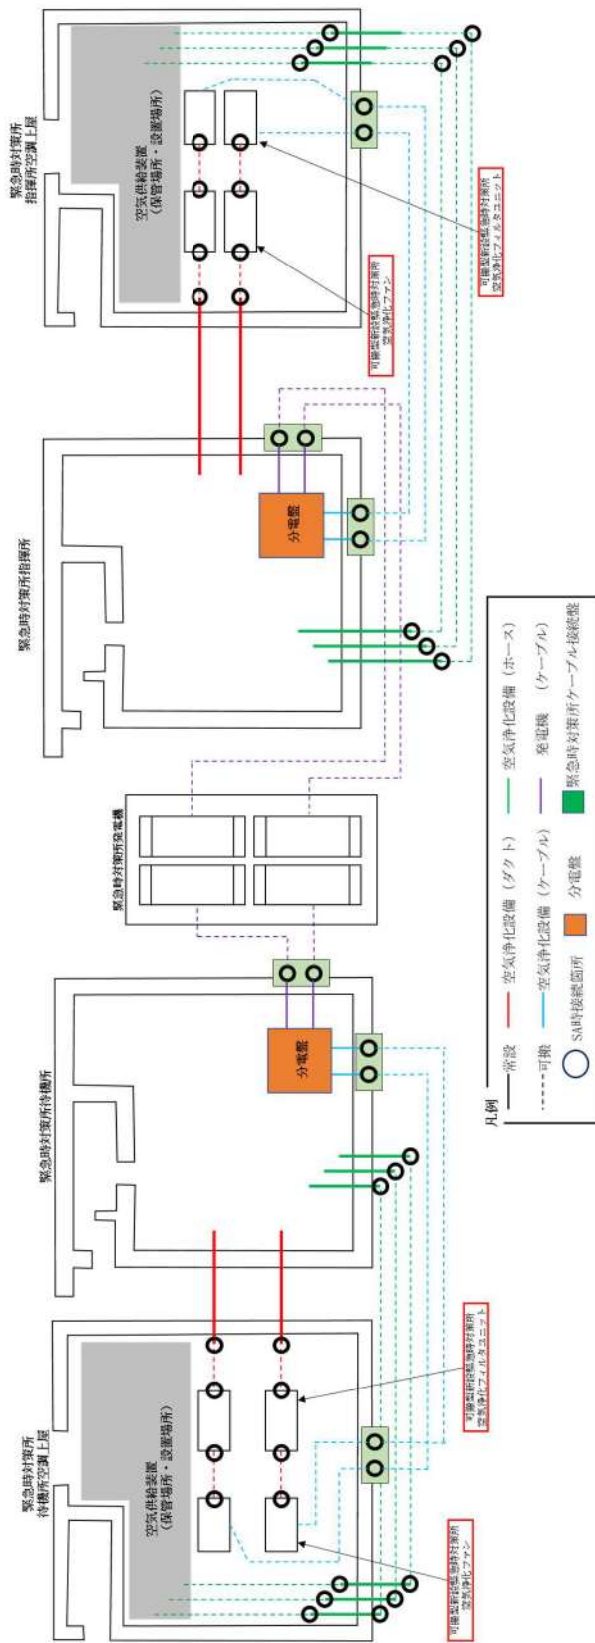 緊急時対策所
待機所空調上屋
空気供給装置
（保管場所・設置場所）
可搬型新設緊急時対策所
空気浄化ファン
可搬型新設緊急時対策所
空気浄化フィルタユニット
緊急時対策所待機所
分電盤
緊急時対策所発電機
緊急時対策所指揮所
分電盤
緊急時対策所
指揮所空調上屋
空気供給装置
（保管場所・設置場所）
可搬型新設緊急時対策所
空気浄化ファン
可搬型新設緊急時対策所
空気浄化フィルタユニット
凡例
常設
空気浄化設備（ダクト）
空気浄化設備（ホース）
可搬
空気浄化設備（ケーブル）
発電機　（ケーブル）
SA時接続箇所
分電盤
緊急時対策所ケーブル接続盤